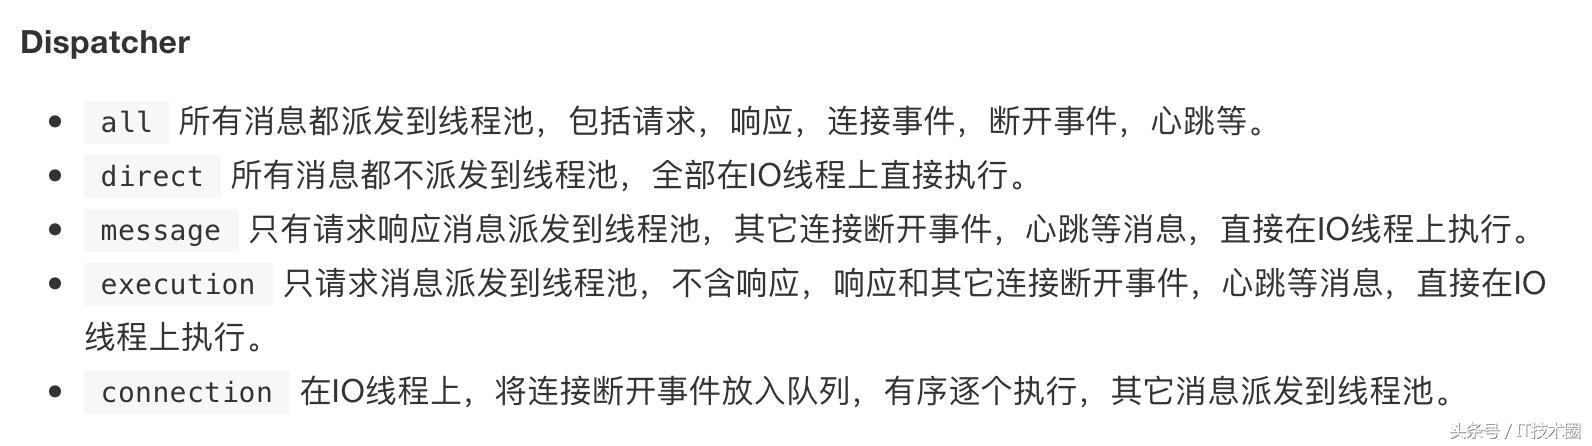 Dispatcher
all 所有消息都派发到线程池，包括请求，响应，连接事件，断开事件，心跳等。
direct 所有消息都不派发到线程池，全部在IO线程上直接执行。
message 只有请求响应消息派发到线程池，其它连接断开事件，心跳等消息，直接在IO线程上执行。
execution 只请求消息派发到线程池，不含响应，响应和其它连接断开事件，心跳等消息，直接在IO
线程上执行。
connection 在IO线程上，将连接断开事件放入队列，有序逐个执行，其它消息派发到线程池。
头条号 / IT技术圈